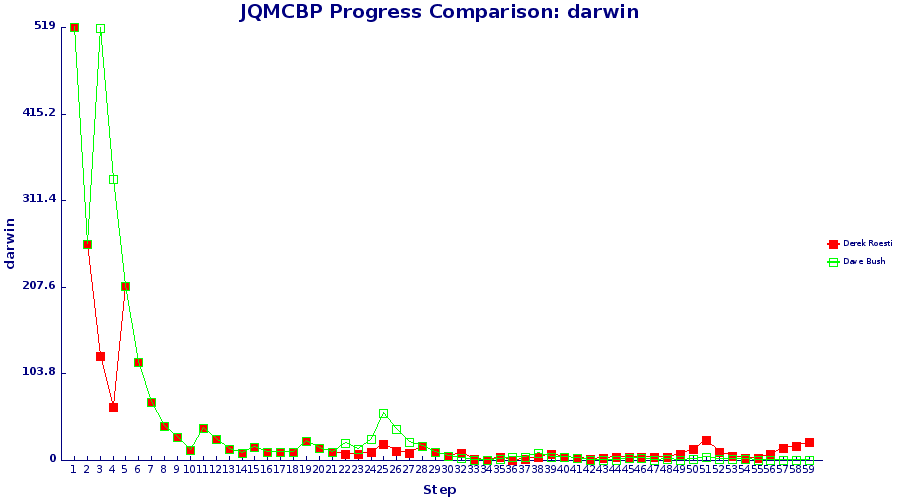 JQMCBP Progress Comparison: darwin
519
415.2
311.4
207.6
103.8
0
darwin
1 2 3 4 5 6 7 8 9 10 11 12 13 14 15 16 17 18 19 20 21 22 23 24 25 26 27 28 29 30 31 32 33 34 35 36 37 38 39 40 41 42 43 44 45 46 47 48 49 50 51 52 53 54 55 56 57 58 59
Step
Derek Roesti
Dave Bush